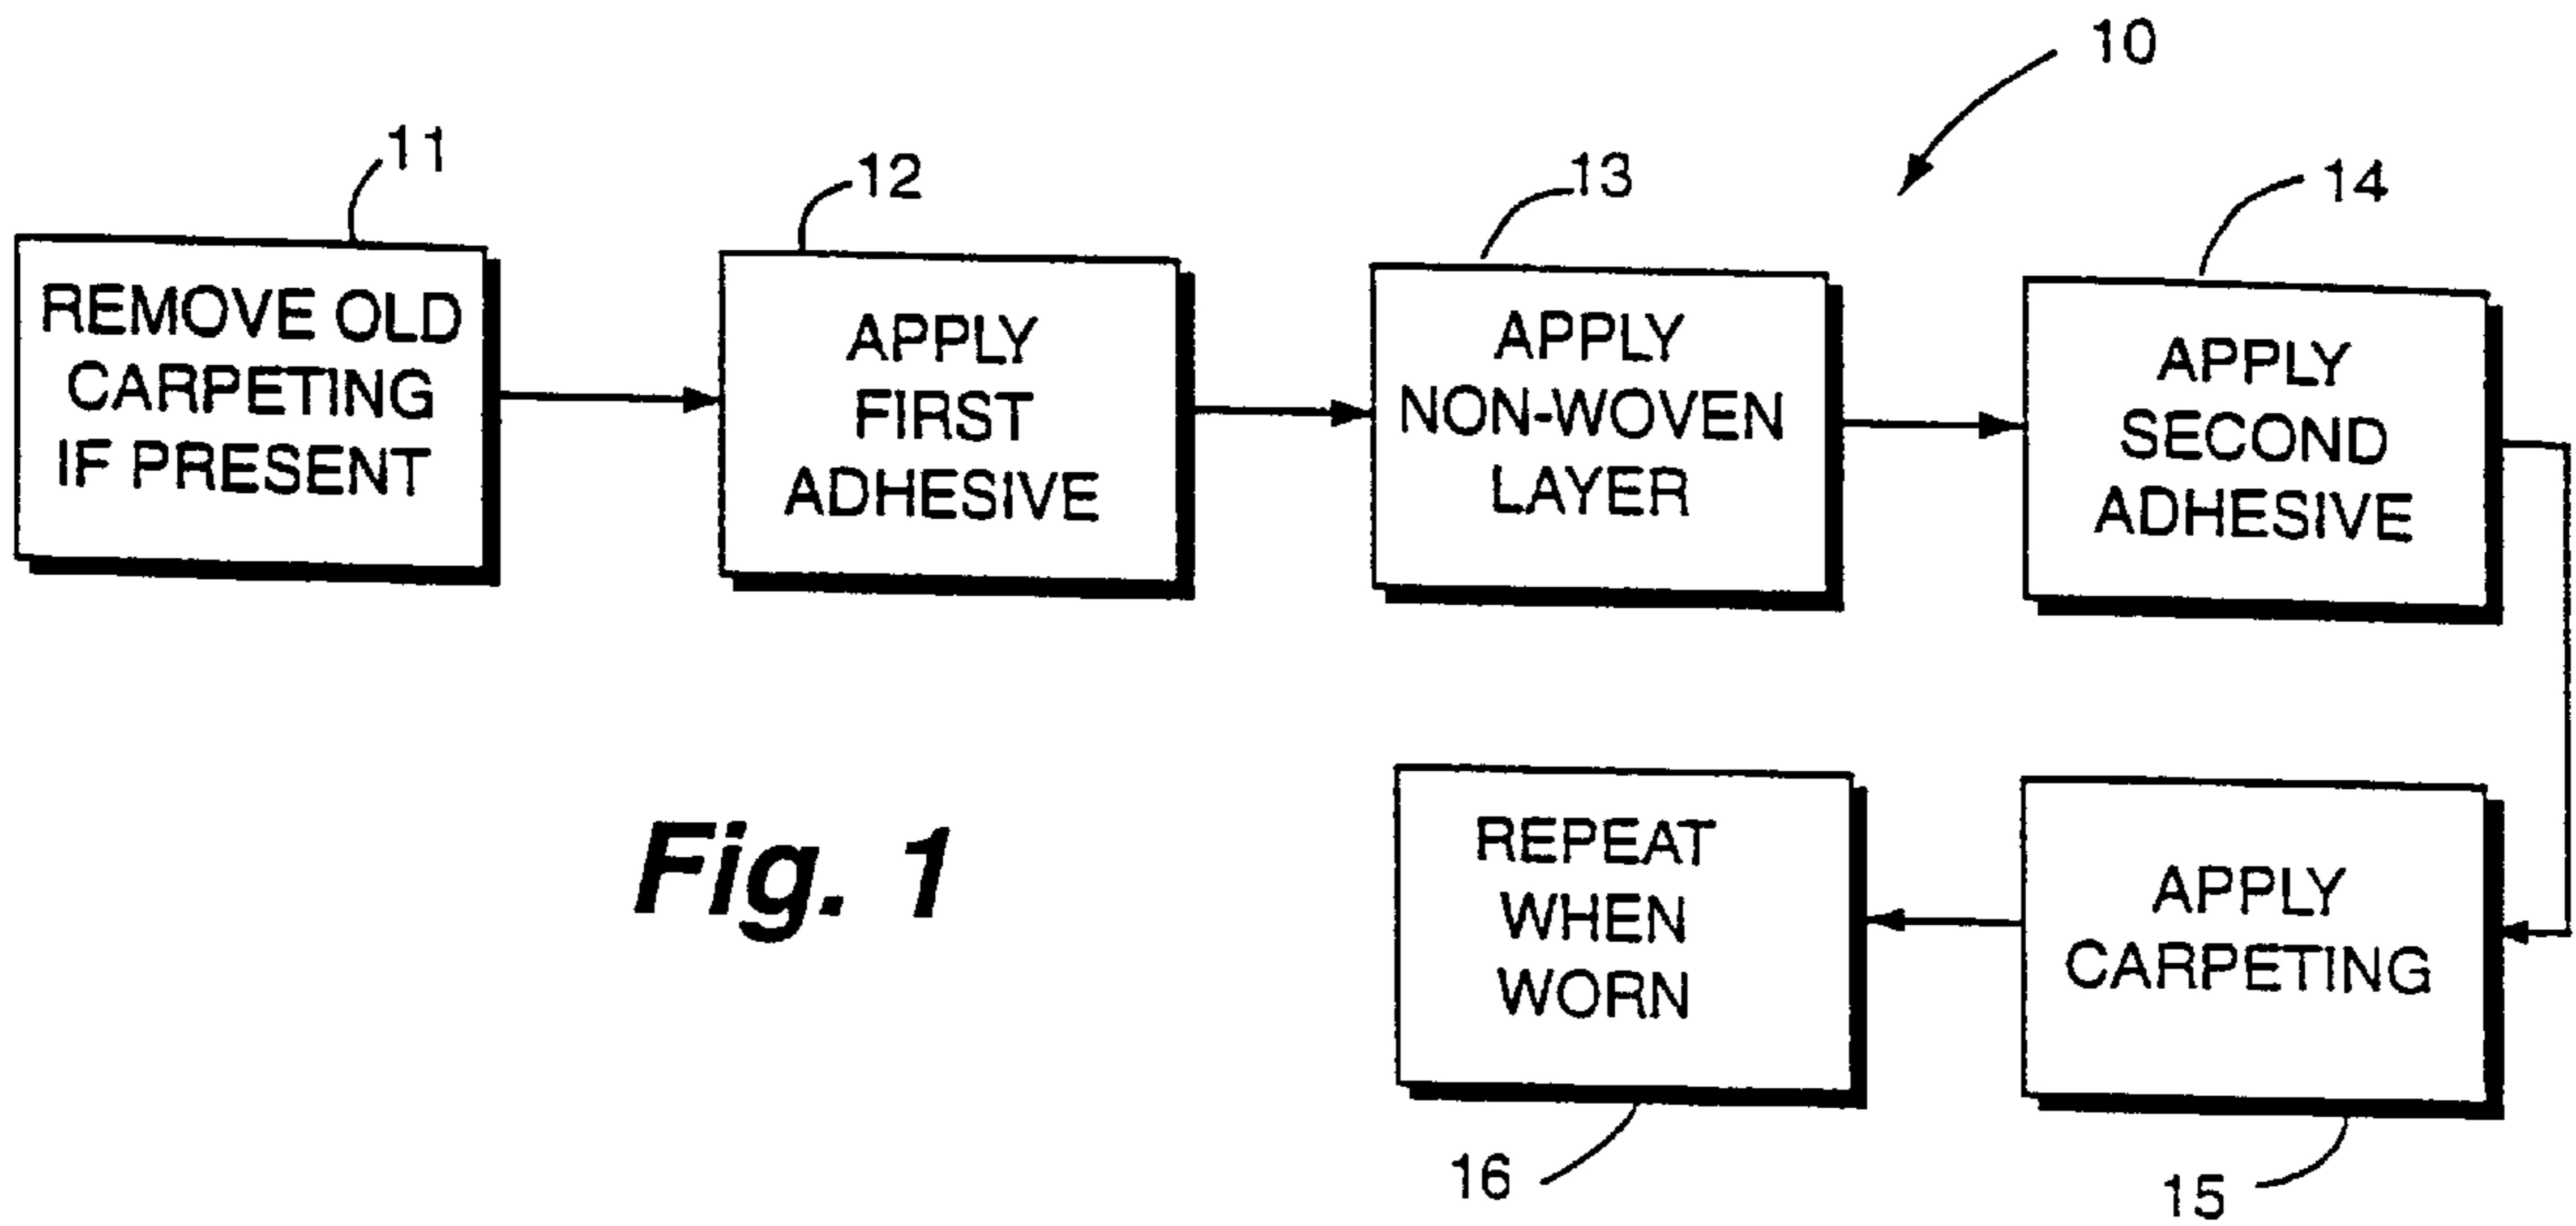 10
11
12
13
14
REMOVE OLD
CARPETING
IF PRESENT
APPLY
FIRST
ADHESIVE
APPLY
NON-WOVEN
LAYER
APPLY
SECOND
ADHESIVE
Fig. 1
REPEAT
WHEN
WORN
APPLY
CARPETING
16
15